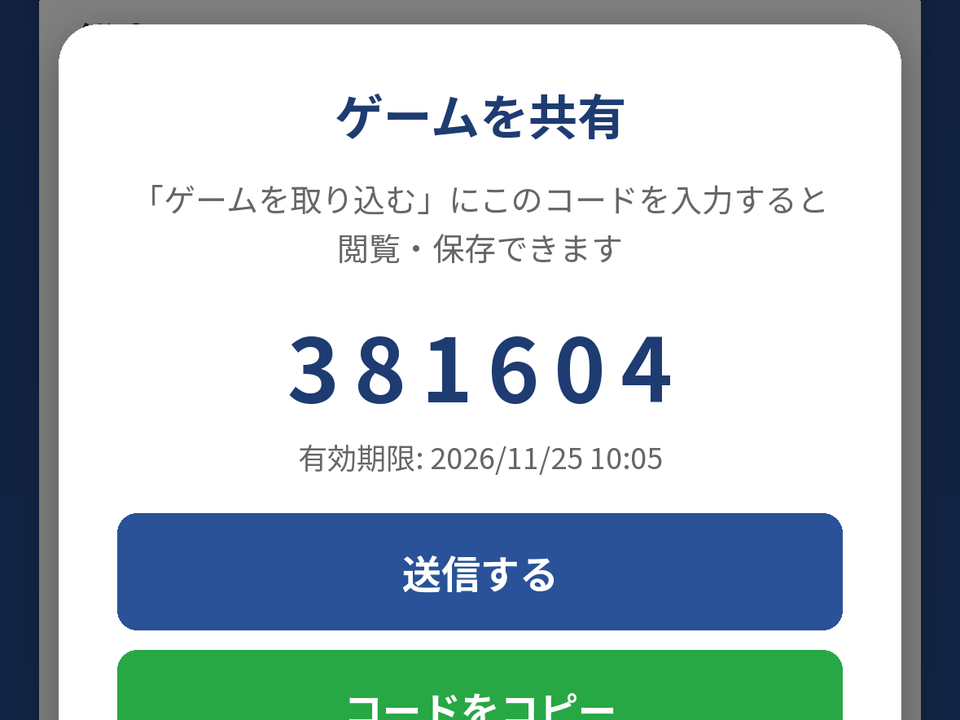 ゲームを共有
「ゲームを取り込む」にこのコードを入力すると
閲覧・保存できます
381604
有効期限: 2026/11/25 10:05
送信する
コードをコピー